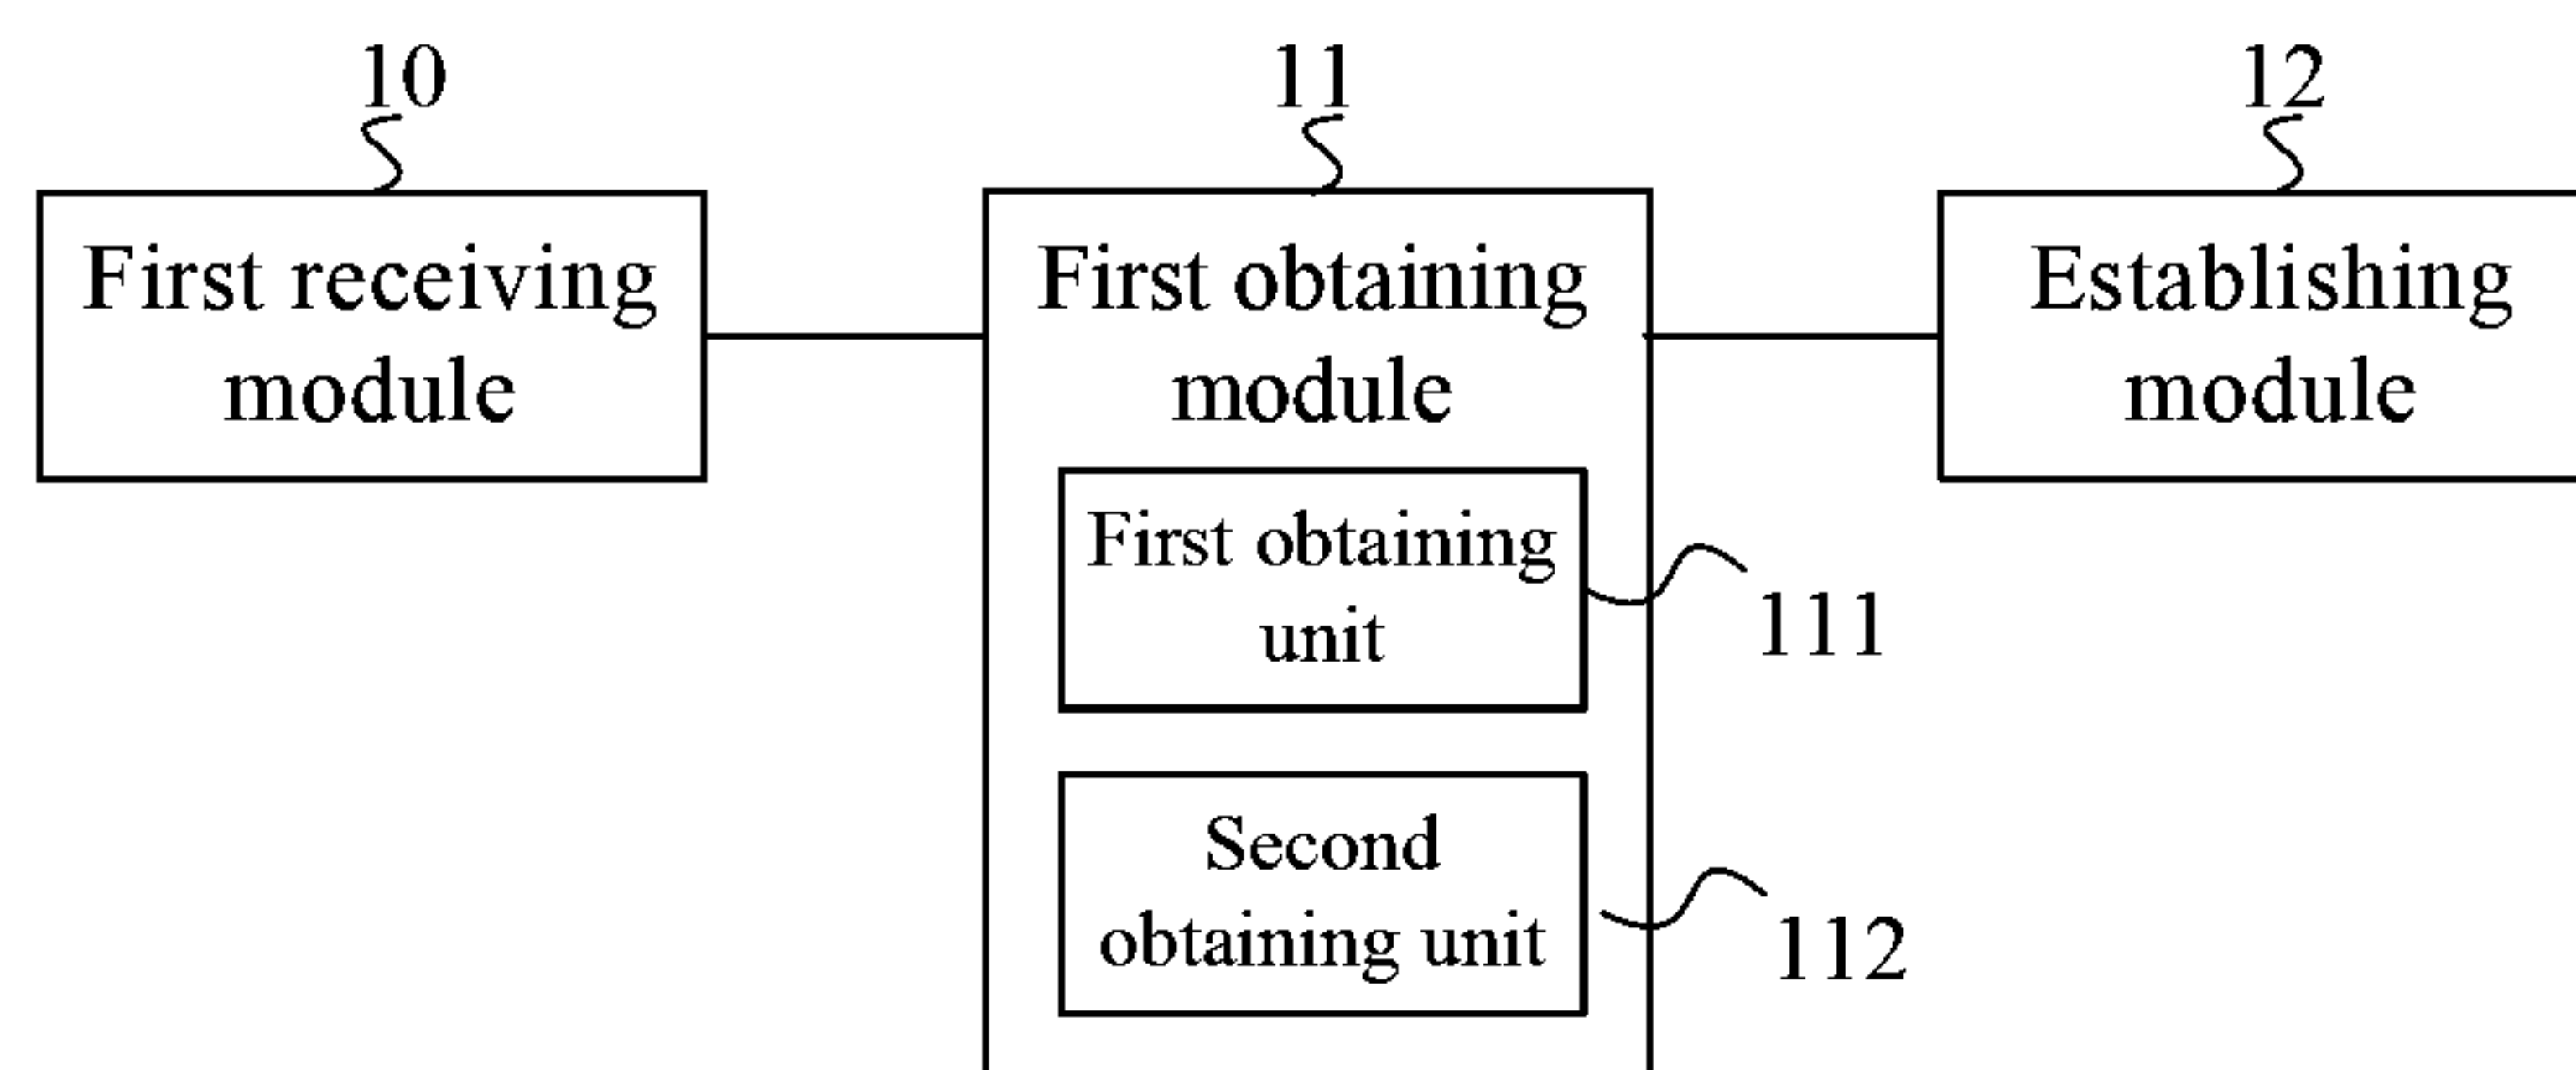 10
11
12
First receiving
module
First obtaining
module
Establishing
module
First obtaining
unit
111
Second
obtaining unit
112